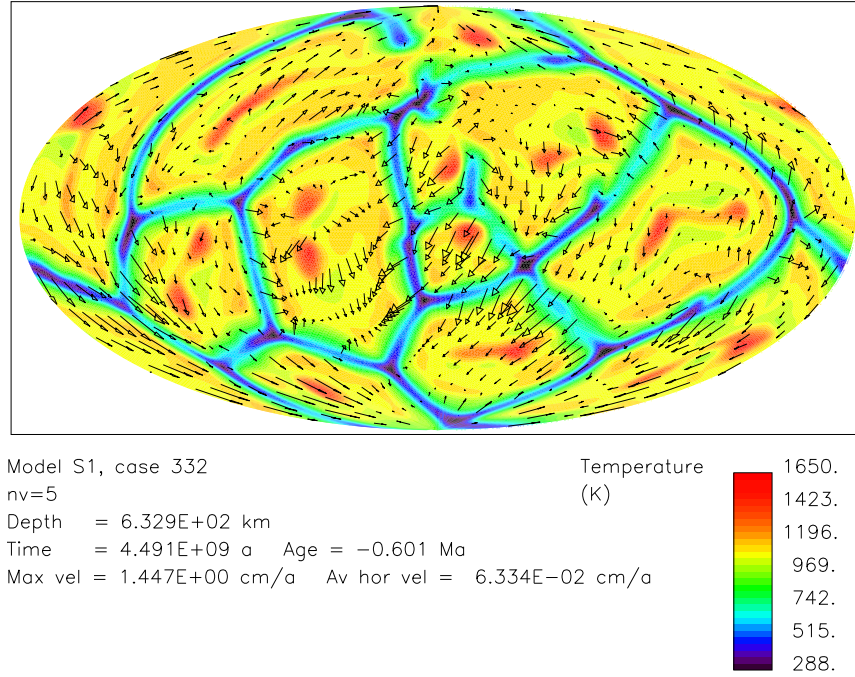 Model S1, case 332
nv=5
Depth = 6.329E+02 km
Time = 4.491E+09 a Age = -0.601 Ma
Max vel = 1.447E+00 cm/a Av hor vel = 6.334E-02 cm/a
Temperature
(K)
1650.
1423.
1196.
969.
742.
515.
288.